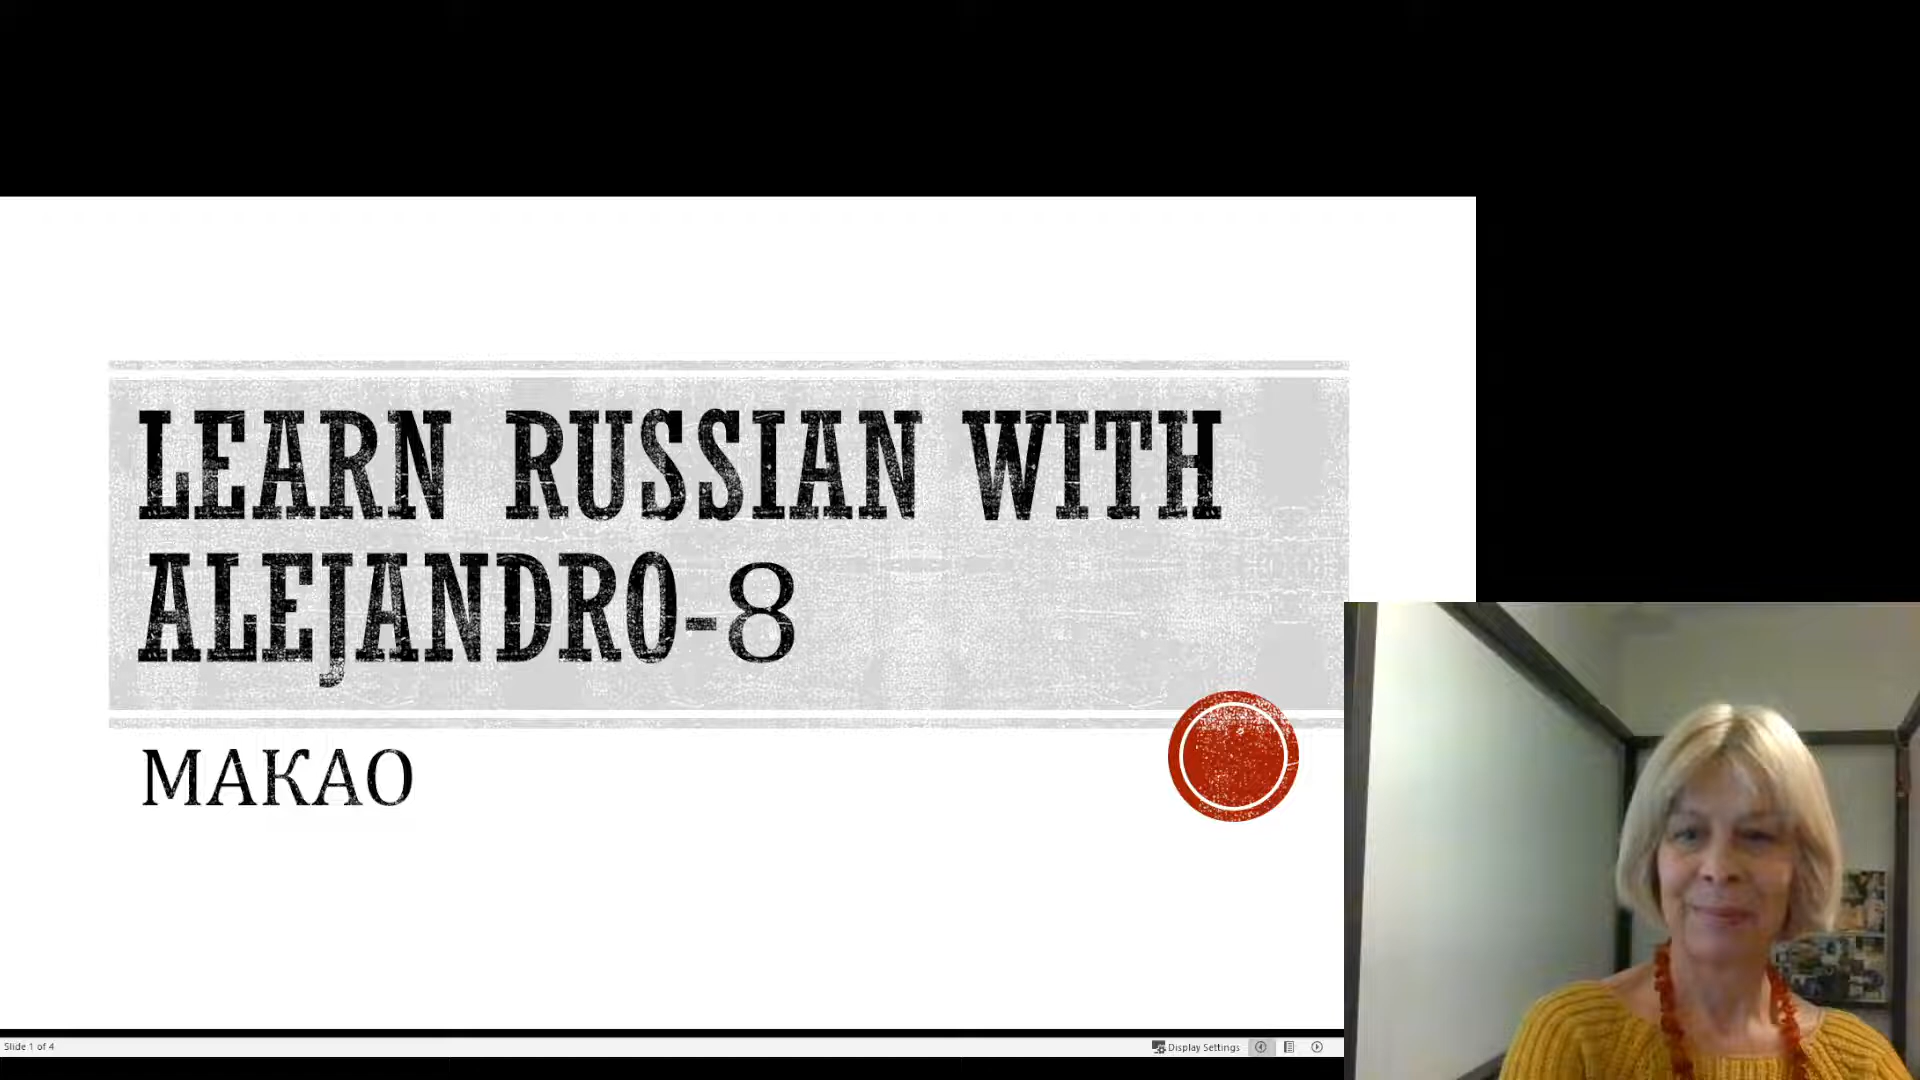 LEARN RUSSIAN WITH
ALEJANDRO-8
МАКАО
Slide 1 of 4
Display Settings